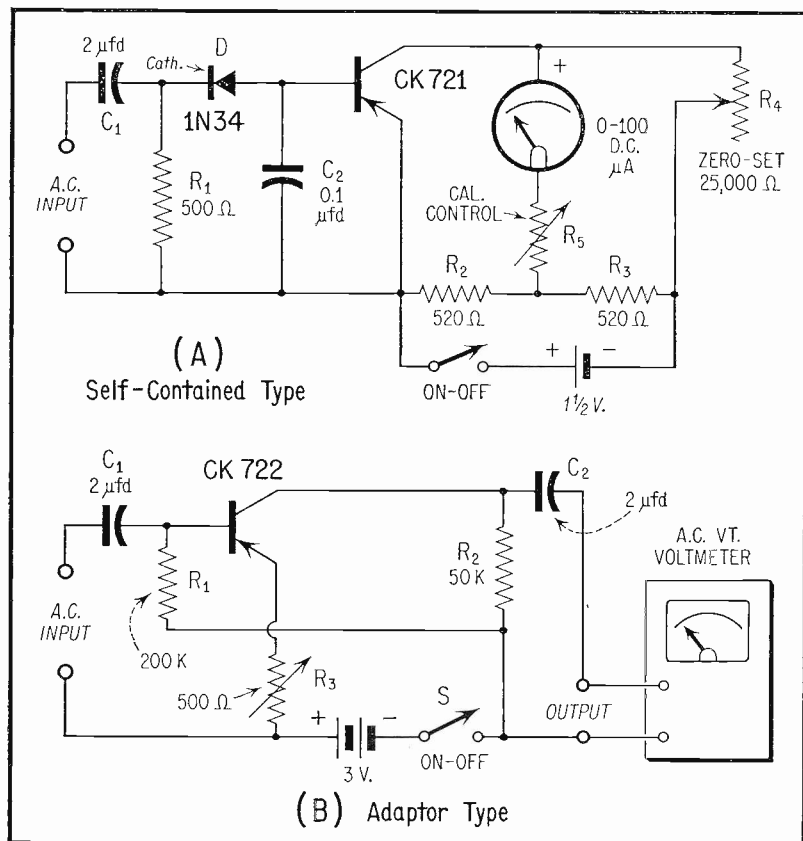 2 μfd
Cath.
D
CK 721
C1
1N34
+
R4
0-100
D.C.
μA
ZERO-SET
25,000 Ω
A.C.
INPUT
R1
500 Ω
C2
0.1
μfd
CAL.
CONTROL
R5
R2
520 Ω
R3
520 Ω
(A)
Self-Contained Type
ON-OFF
+ −
1½ V.
C1
2 μfd
CK 722
C2
2 μfd
A.C. VT.
VOLTMETER
R2
50 K
R1
A.C.
INPUT
200 K
500 Ω
R3
S
OUTPUT
+ −
3 V.
ON-OFF
(B) Adaptor Type